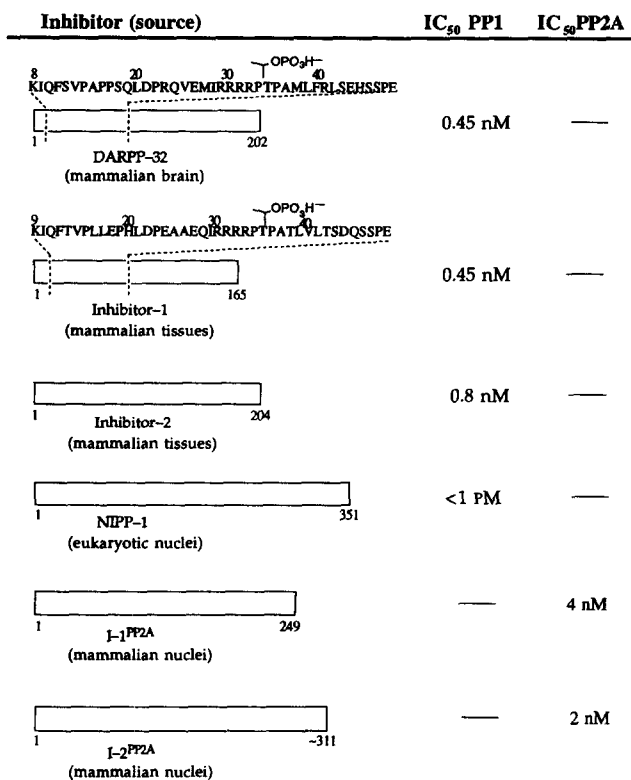 Inhibitor (source) IC50 PP1 IC50PP2A
OPO3H–
8 20 30 40
KIQFSVPAPPSQLDPRQVEMIRRRRPTPAMLFRLSEHSSPE
0.45 nM —
1 202
DARPP-32
(mammalian brain)
OPO3H–
9 20 30 40
KIQFTVPLLEPHLDPEAAEQIRRRRPTPATLVLTSDQSSPE
0.45 nM —
1 165
Inhibitor-1
(mammalian tissues)
0.8 nM —
1 204
Inhibitor-2
(mammalian tissues)
<1 PM —
1 351
NIPP-1
(eukaryotic nuclei)
— 4 nM
1 249
I-1PP2A
(mammalian nuclei)
— 2 nM
1 ~311
I-2PP2A
(mammalian nuclei)